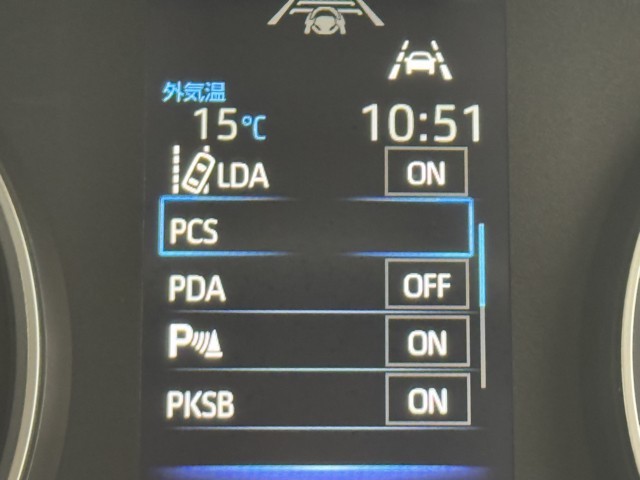 外気温
15℃ 10:51
LDA ON
PCS
PDA OFF
P ON
PKSB ON